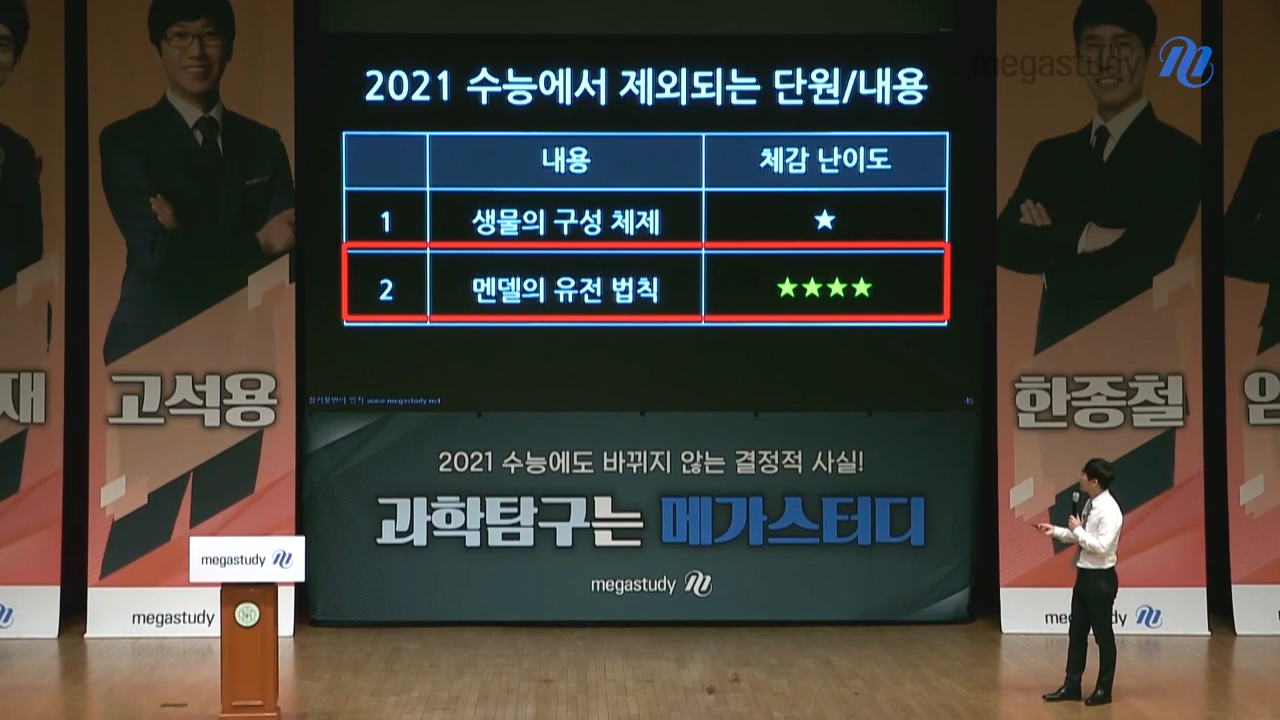 megastudy
2021 수능에서 제외되는 단원/내용
내용
체감 난이도
1
생물의 구성 체제
★
2
멘델의 유전 법칙
★★★★
www.megastudy.net
45
재
고석용
한종철
2021 수능에도 바뀌지 않는 결정적 사실!
과학탐구는 메가스터디
megastudy
megastudy
megastudy